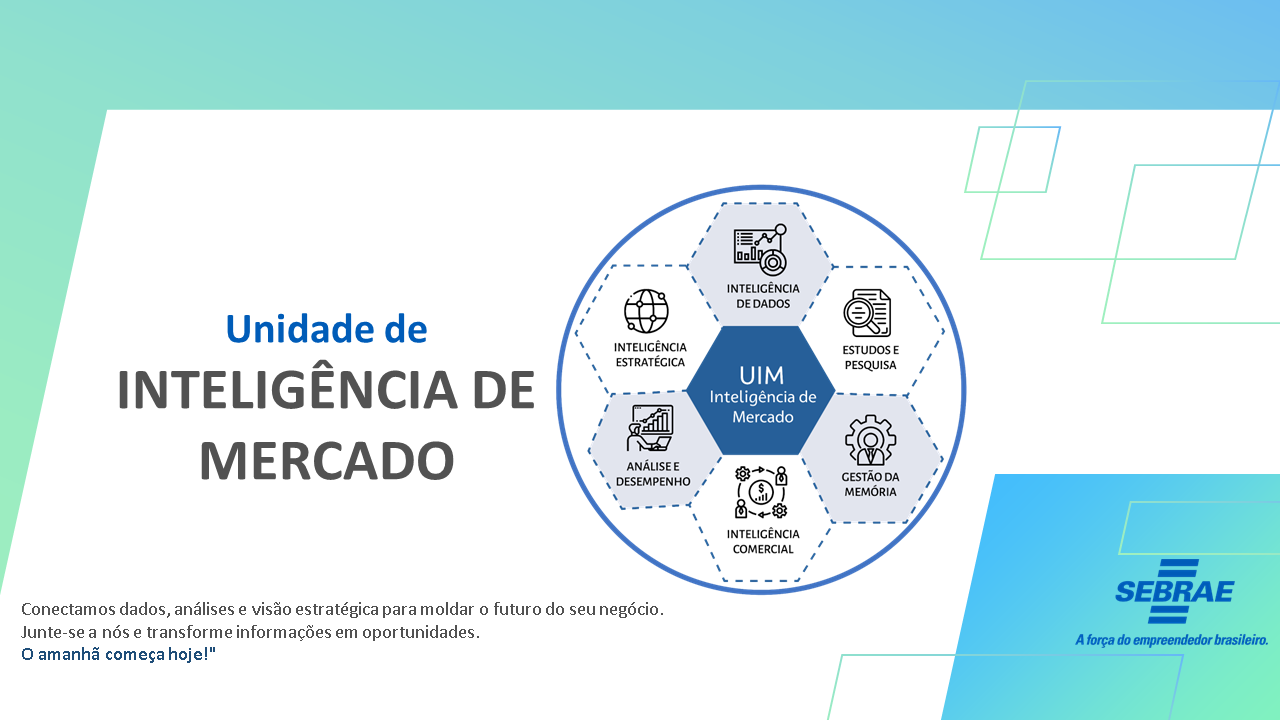 Unidade de
INTELIGÊNCIA DE
MERCADO
INTELIGÊNCIA
DE DADOS
INTELIGÊNCIA
ESTRATÉGICA
ESTUDOS E
PESQUISA
UIM
Inteligência de
Mercado
ANÁLISE E
DESEMPENHO
GESTÃO DA
MEMÓRIA
$
INTELIGÊNCIA
COMERCIAL
Conectamos dados, análises e visão estratégica para moldar o futuro do seu negócio.
Junte-se a nós e transforme informações em oportunidades.
O amanhã começa hoje!"
SEBRAE
A força do empreendedor brasileiro.